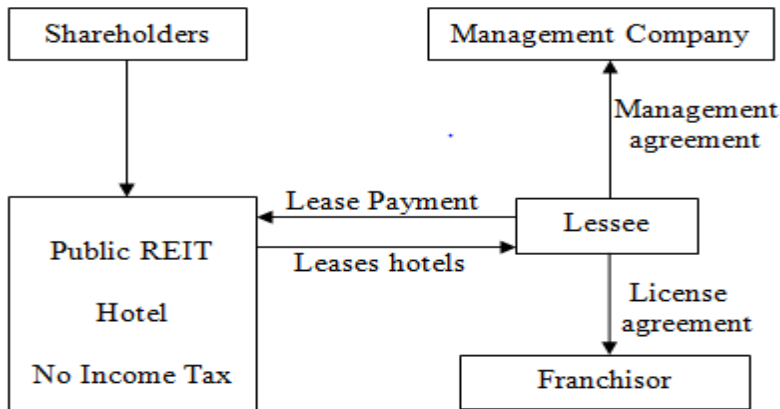 Shareholders
Management Company
Management
agreement
Lease Payment
Lessee
Public REIT
Leases hotels
Hotel
License
agreement
No Income Tax
Franchisor